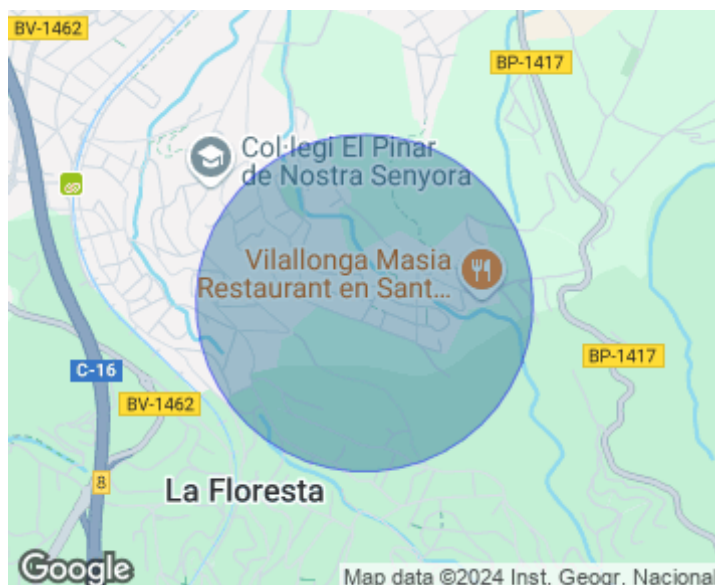 BV-1462
BP-1417
Col·legi El Pinar
de Nostra Senyora
Vilallonga Masia
Restaurant en Sant...
BP-1417
C-16
BV-1462
8
La Floresta
Google
Map data ©2024 Inst. Geogr. Nacional